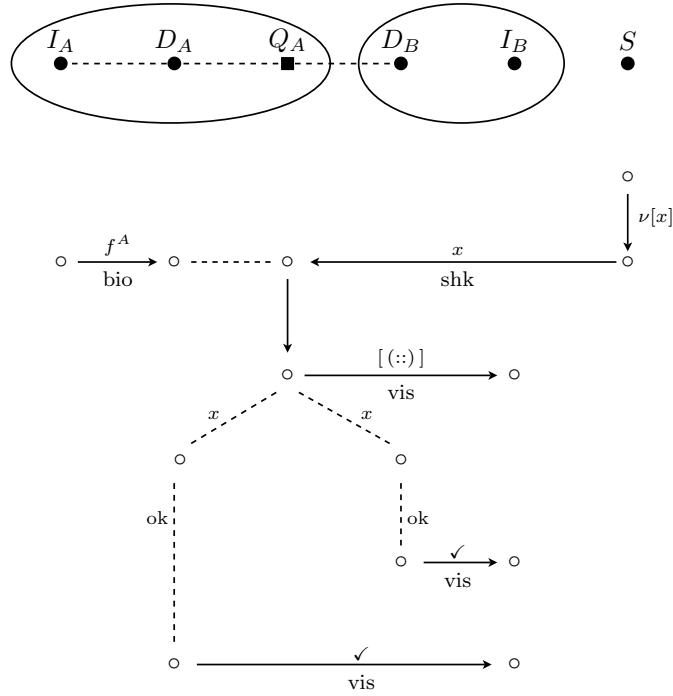 I_A D_A Q_A D_B I_B S
ν[x]
f^A x
bio shk
[ (::) ]
vis
x x
ok ok
✓
vis
✓
vis